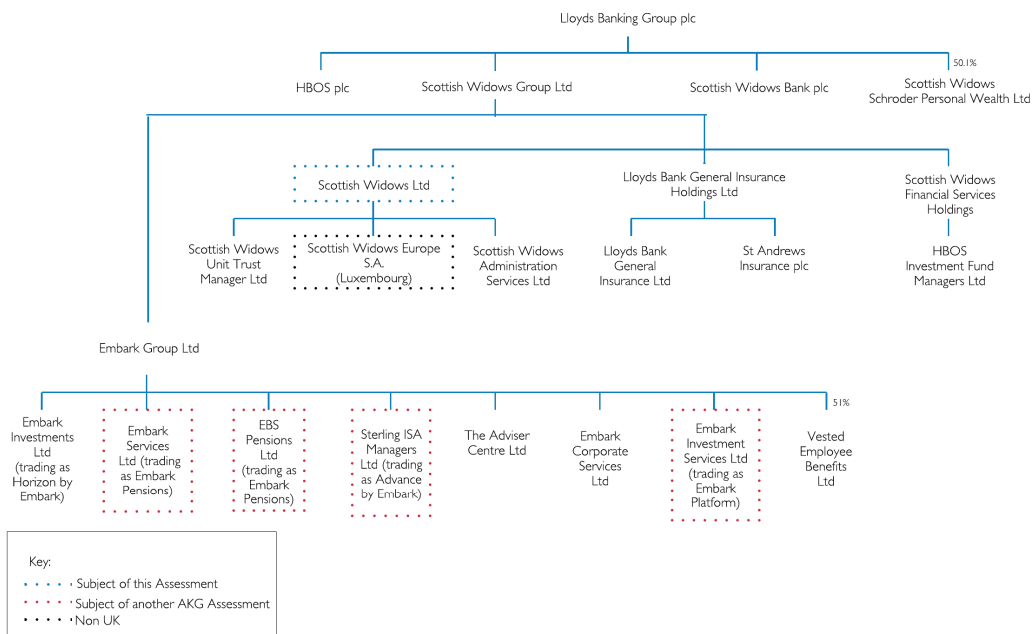 Lloyds Banking Group plc
50.1%
HBOS plc
Scottish Widows Group Ltd
Scottish Widows Bank plc
Scottish Widows
Schroder Personal Wealth Ltd
Scottish Widows Ltd
Lloyds Bank General Insurance
Holdings Ltd
Scottish Widows
Financial Services
Holdings
Scottish Widows
Unit Trust
Manager Ltd
Scottish Widows Europe
S.A.
(Luxembourg)
Scottish Widows
Administration
Services Ltd
Lloyds Bank
General
Insurance Ltd
St Andrews
Insurance plc
HBOS
Investment Fund
Managers Ltd
Embark Group Ltd
Embark
Investments
Ltd
(trading as
Horizon by
Embark)
Embark
Services
Ltd (trading
as Embark
Pensions)
EBS
Pensions
Ltd
(trading as
Embark
Pensions)
Sterling ISA
Managers
Ltd (trading
as Advance
by Embark)
The Adviser
Centre Ltd
Embark
Corporate
Services
Ltd
Embark
Investment
Services Ltd
(trading as
Embark
Platform)
51%
Vested
Employee
Benefits
Ltd
Key:
Subject of this Assessment
Subject of another AKG Assessment
Non UK